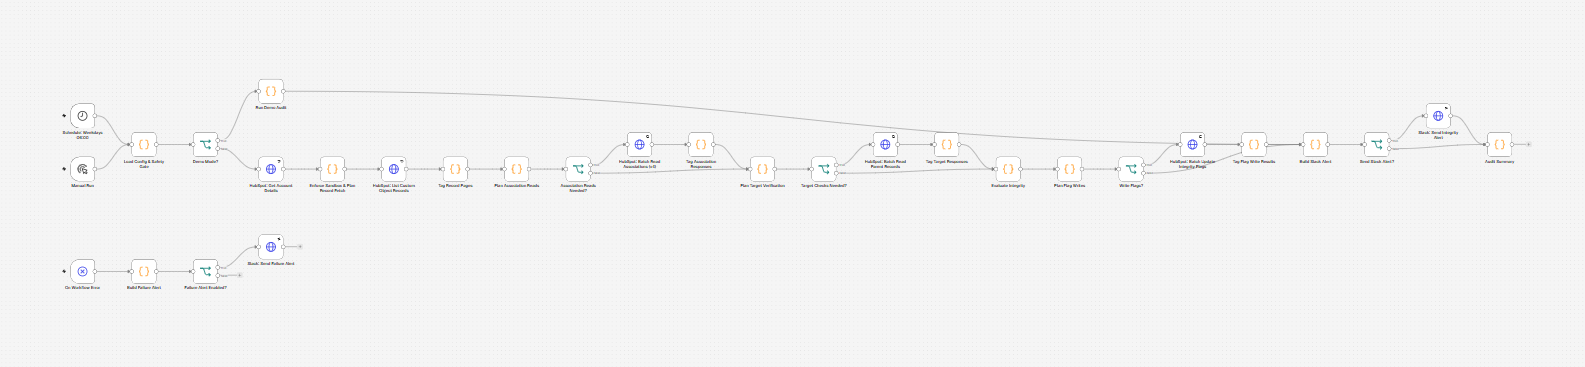 Run Demo Audit
Slack: Send Integrity
Alert
Schedule: Weekdays
Load Config & Safety
Gate
Demo Mode?
HubSpot: Batch Read
Associations (v4)
Tag Association
Responses
HubSpot: Batch Read
Parent Records
Tag Target Responses
HubSpot: Batch Update
Integrity Flags
Tag Flag Write Results
Build Slack Alert
Send Slack Alert?
Audit Summary
Manual Run
HubSpot: Get Account
Details
Enforce Sandbox & Plan
Record Fetch
HubSpot: List Custom
Object Records
Tag Record Pages
Plan Association Reads
Association Reads
Needed?
Plan Target Verification
Target Checks Needed?
Evaluate Integrity
Plan Flag Writes
Write Flags?
Slack: Send Failure Alert
On Workflow Error
Build Failure Alert
Failure Alert Enabled?